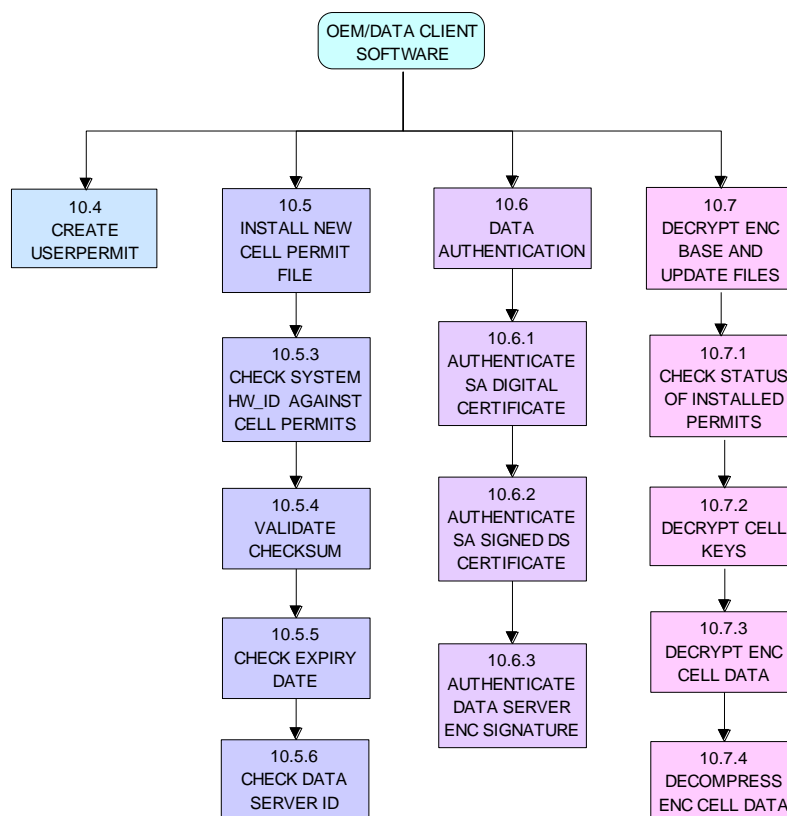 OEM/DATA CLIENT
SOFTWARE
10.4
CREATE
USERPERMIT
10.5
INSTALL NEW
CELL PERMIT
FILE
10.5.3
CHECK SYSTEM
HW_ID AGAINST
CELL PERMITS
10.5.4
VALIDATE
CHECKSUM
10.5.5
CHECK EXPIRY
DATE
10.5.6
CHECK DATA
SERVER ID
10.6
DATA
AUTHENTICATION
10.6.1
AUTHENTICATE
SA DIGITAL
CERTIFICATE
10.6.2
AUTHENTICATE
SA SIGNED DS
CERTIFICATE
10.6.3
AUTHENTICATE
DATA SERVER
ENC SIGNATURE
10.7
DECRYPT ENC
BASE AND
UPDATE FILES
10.7.1
CHECK STATUS
OF INSTALLED
PERMITS
10.7.2
DECRYPT CELL
KEYS
10.7.3
DECRYPT ENC
CELL DATA
10.7.4
DECOMPRESS
ENC CELL DATA